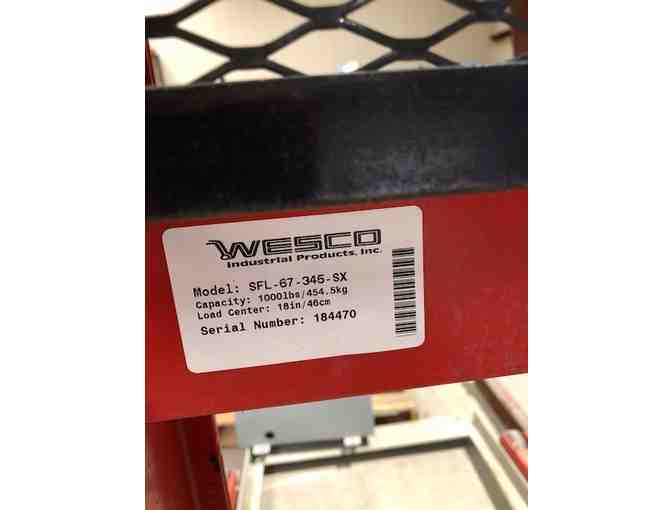 WESCO
Industrial Products, Inc.
Model: SFL-67-345-SX
Capacity: 1000lbs/454.5kg
Load Center: 18in/46cm
Serial Number: 184470